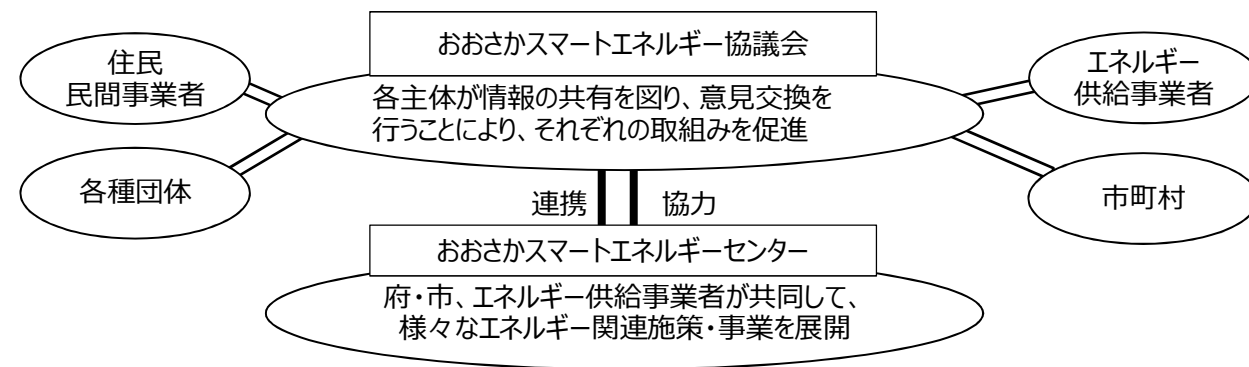 おおさかスマートエネルギー協議会
住民
民間事業者
エネルギー
供給事業者
各主体が情報の共有を図り、意見交換を
行うことにより、それぞれの取組みを促進
各種団体
市町村
連携
協力
おおさかスマートエネルギーセンター
府・市、エネルギー供給事業者が共同して、
様々なエネルギー関連施策・事業を展開